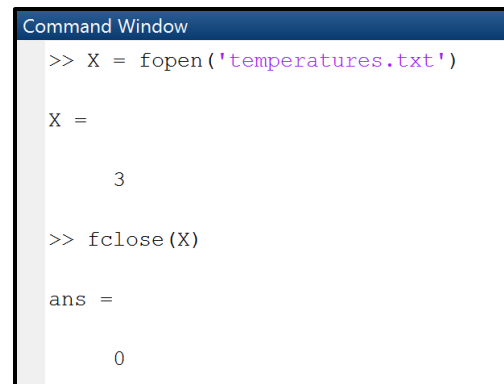 Command Window
>> X = fopen('temperatures.txt')
X =
3
>> fclose(X)
ans =
0